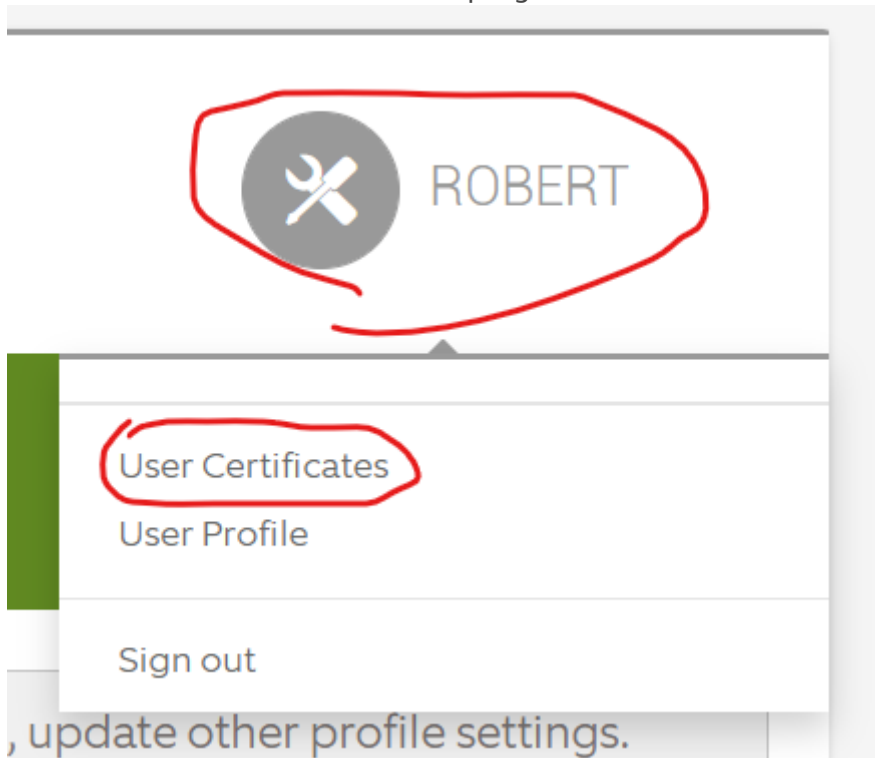 ROBERT
User Certificates
User Profile
Sign out
, update other profile settings.